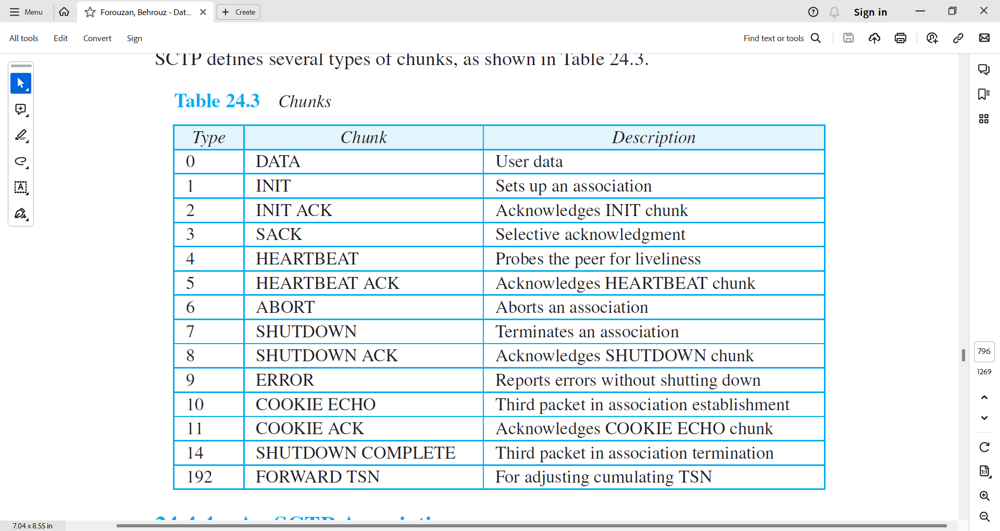 Menu
Forouzan, Behrouz - Dat...
Create
Sign in
All tools
Edit
Convert
Sign
Find text or tools
SCTP defines several types of chunks, as shown in Table 24.3.
Table 24.3 Chunks
Type Chunk Description
0 DATA User data
1 INIT Sets up an association
2 INIT ACK Acknowledges INIT chunk
3 SACK Selective acknowledgment
4 HEARTBEAT Probes the peer for liveliness
5 HEARTBEAT ACK Acknowledges HEARTBEAT chunk
6 ABORT Aborts an association
7 SHUTDOWN Terminates an association
8 SHUTDOWN ACK Acknowledges SHUTDOWN chunk
9 ERROR Reports errors without shutting down
10 COOKIE ECHO Third packet in association establishment
11 COOKIE ACK Acknowledges COOKIE ECHO chunk
14 SHUTDOWN COMPLETE Third packet in association termination
192 FORWARD TSN For adjusting cumulating TSN
796
1269
7.04 x 8.55 in